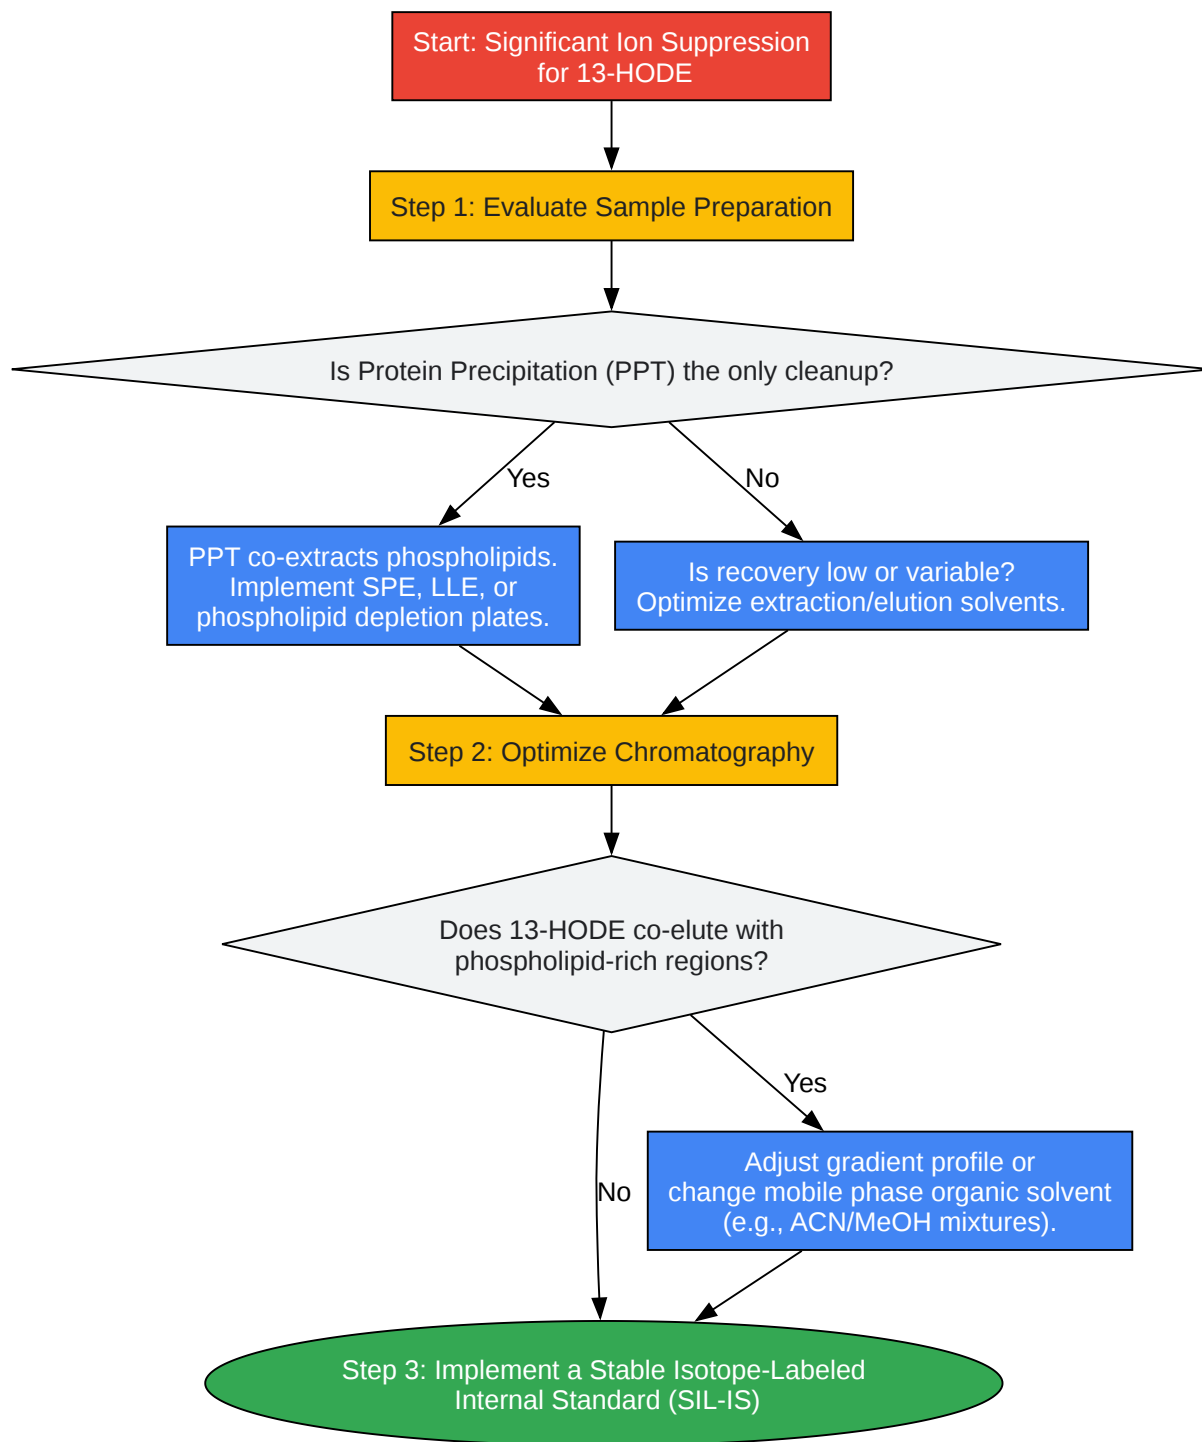 Start: Significant Ion Suppression
for 13-HODE
Step 1: Evaluate Sample Preparation
Is Protein Precipitation (PPT) the only cleanup?
Yes
No
PPT co-extracts phospholipids.
Implement SPE, LLE, or
phospholipid depletion plates.
Is recovery low or variable?
Optimize extraction/elution solvents.
Step 2: Optimize Chromatography
Does 13-HODE co-elute with
phospholipid-rich regions?
Yes
No
Adjust gradient profile or
change mobile phase organic solvent
(e.g., ACN/MeOH mixtures).
Step 3: Implement a Stable Isotope-Labeled
Internal Standard (SIL-IS)